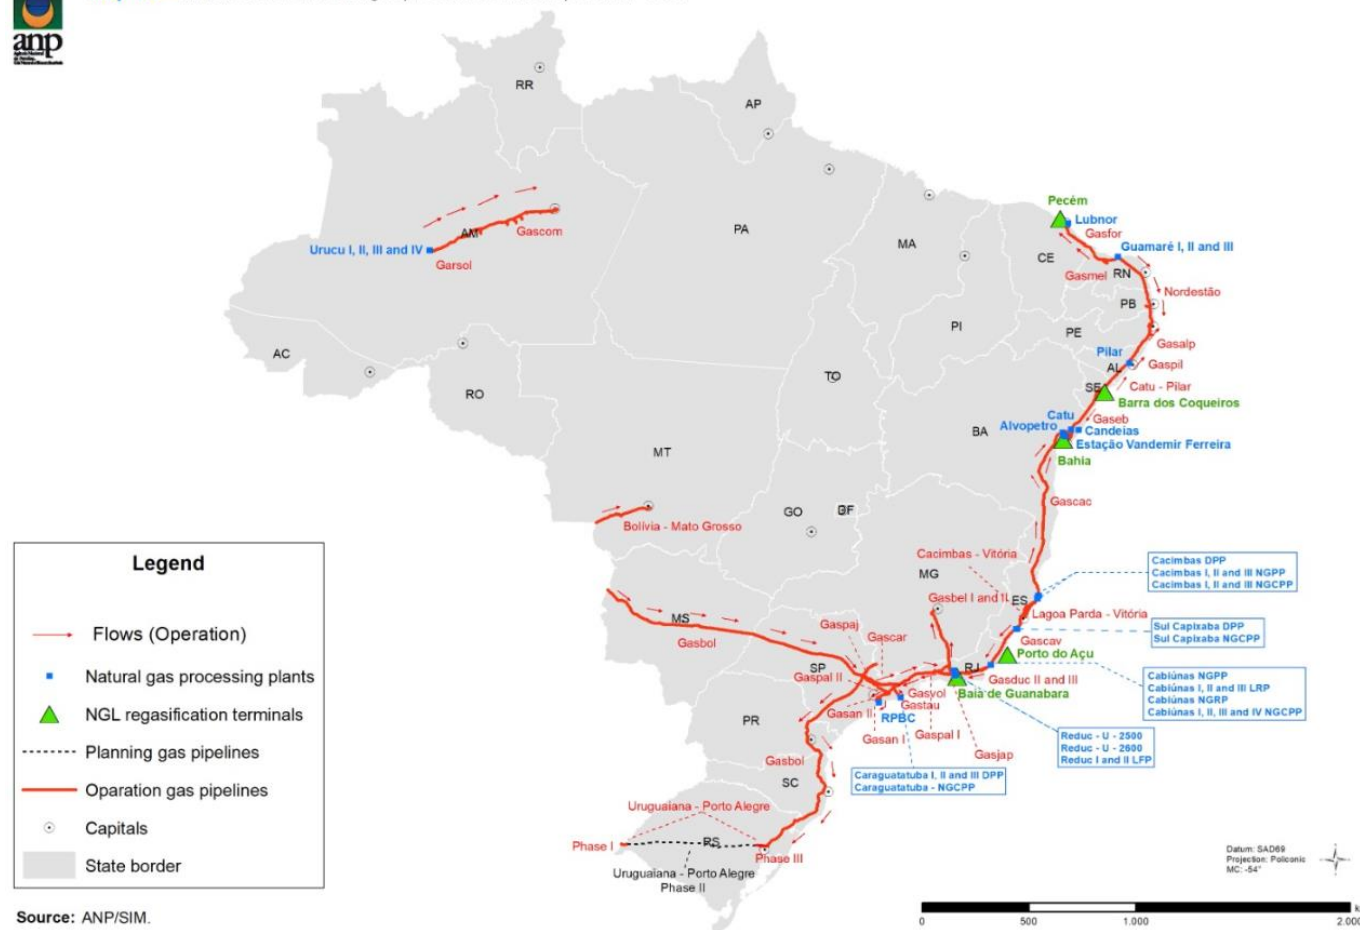 anp
RR
AP
Pecém
Lubnor
Gasfor
Guamaré I, II and III
AM
Gascom
Urucu I, II, III and IV
Garsol
PA
MA
CE
Gasmel
RN
Nordestão
PB
PI
PE
Gasalp
AC
Pilar
Gaspil
AL
TO
SE
Catu - Pilar
Barra dos Coqueiros
RO
Catu
Gaseb
Alvopetro
Candeias
BA
Estação Vandemir Ferreira
MT
Bahia
Gascac
GO
DF
Bolívia - Mato Grosso
Cacimbas - Vitória
Cacimbas DPP
Cacimbas I, II and III NGPP
Cacimbas I, II and III NGCPP
MG
Gasbel I and II
ES
Lagoa Parda - Vitória
MS
Gaspaj
Gascar
Gasbol
Sul Capixaba DPP
Sul Capixaba NGCPP
Gascav
Porto do Açu
SP
Gaspal II
RJ
Gasduc II and III
Baía de Guanabara
Cabiúnas NGPP
Cabiúnas I, II and III LRP
Cabiúnas NGRP
Cabiúnas I, II, III and IV NGCPP
Gasvol
Gastau
Gasan II
RPBC
PR
Gasan I
Gaspal I
Gasjap
Reduc - U - 2500
Reduc - U - 2600
Reduc I and II LFP
Gasbol
Caraguatatuba I, II and III DPP
Caraguatatuba - NGCPP
SC
Uruguaiana - Porto Alegre
Phase I
RS
Phase III
Uruguaiana - Porto Alegre
Phase II
Legend
Flows (Operation)
Natural gas processing plants
NGL regasification terminals
Planning gas pipelines
Oparation gas pipelines
Capitals
State border
Source: ANP/SIM.
Datum: SAD69
Projection: Policonic
MC: -54°
0 500 1.000 2.000